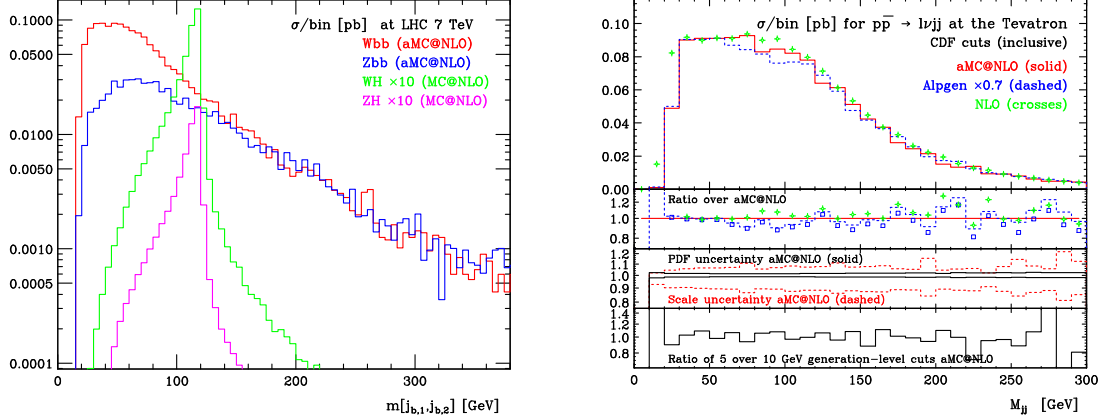 σ/bin [pb] at LHC 7 TeV
Wbb (aMC@NLO)
Zbb (aMC@NLO)
WH ×10 (MC@NLO)
ZH ×10 (MC@NLO)
0.1000
0.0500
0.0100
0.0050
0.0010
0.0005
0.0001
0 100 200 300
m[j_{b,1},j_{b,2}] [GeV]
σ/bin [pb] for pp̅ → lνjj at the Tevatron
CDF cuts (inclusive)
aMC@NLO (solid)
Alpgen ×0.7 (dashed)
NLO (crosses)
0.10
0.08
0.06
0.04
0.02
0.00
Ratio over aMC@NLO
1.2
1.0
0.8
PDF uncertainty aMC@NLO (solid)
1.2
1.1
1.0
0.9
0.8
Scale uncertainty aMC@NLO (dashed)
1.4
1.2
1.0
0.8
Ratio of 5 over 10 GeV generation-level cuts aMC@NLO
0 50 100 150 200 250 300
M_{jj} [GeV]